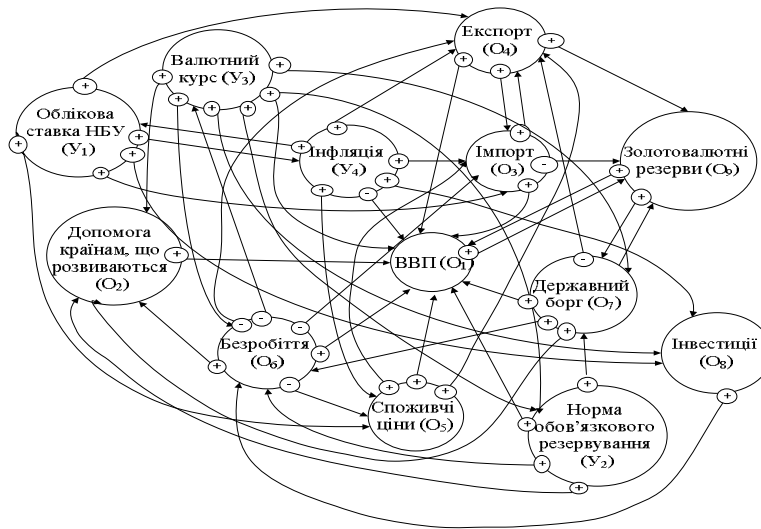 Експорт
(О4)
Валютний
курс (У3)
Облікова
ставка НБУ
(У1)
Інфляція
(У4)
Імпорт
(О3)
Золотовалютні
резерви (О9)
Допомога
країнам, що
розвиваються
(О2)
ВВП (О1)
Державний
борг (О7)
Безробіття
(О6)
Інвестиції
(О8)
Споживчі
ціни (О5)
Норма
обов’язкового
резервування
(У2)